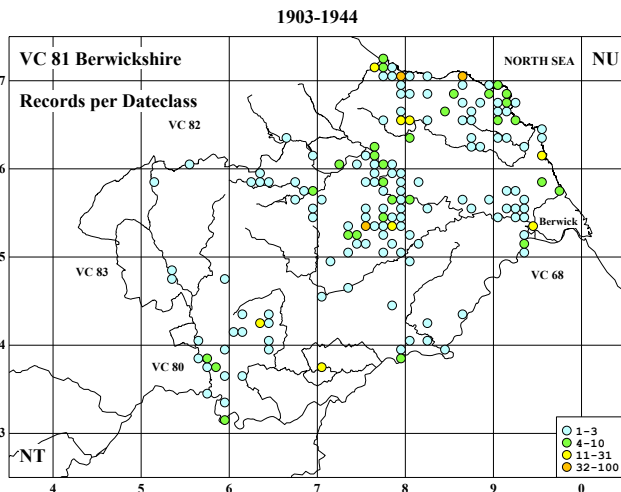 1903-1944
VC 81 Berwickshire
NORTH SEA
NU
7
Records per Dateclass
VC 82
6
Berwick
5
VC 83
VC 68
4
VC 80
1-3
4-10
3
NT
11-31
32-100
4 5 6 7 8 9 0